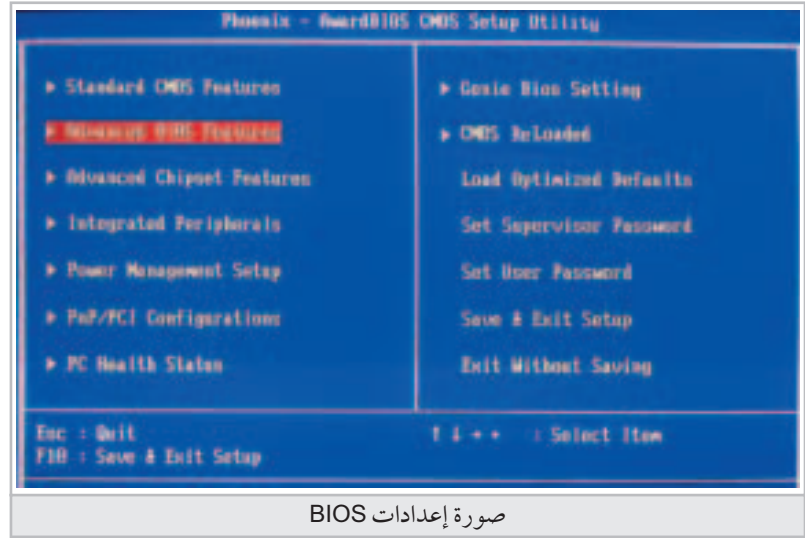 Phoenix - AwardBIOS CMOS Setup Utility
▶ Standard CMOS Features
▶ Advanced BIOS Features
▶ Advanced Chipset Features
▶ Integrated Peripherals
▶ Power Management Setup
▶ PnP/PCI Configurations
▶ PC Health Status
▶ Genie Bios Setting
▶ CMOS Reloaded
Load Optimized Defaults
Set Supervisor Password
Set User Password
Save & Exit Setup
Exit Without Saving
Esc : Quit
F10 : Save & Exit Setup
↑ ↓ → ← : Select Item
صورة إعدادات BIOS